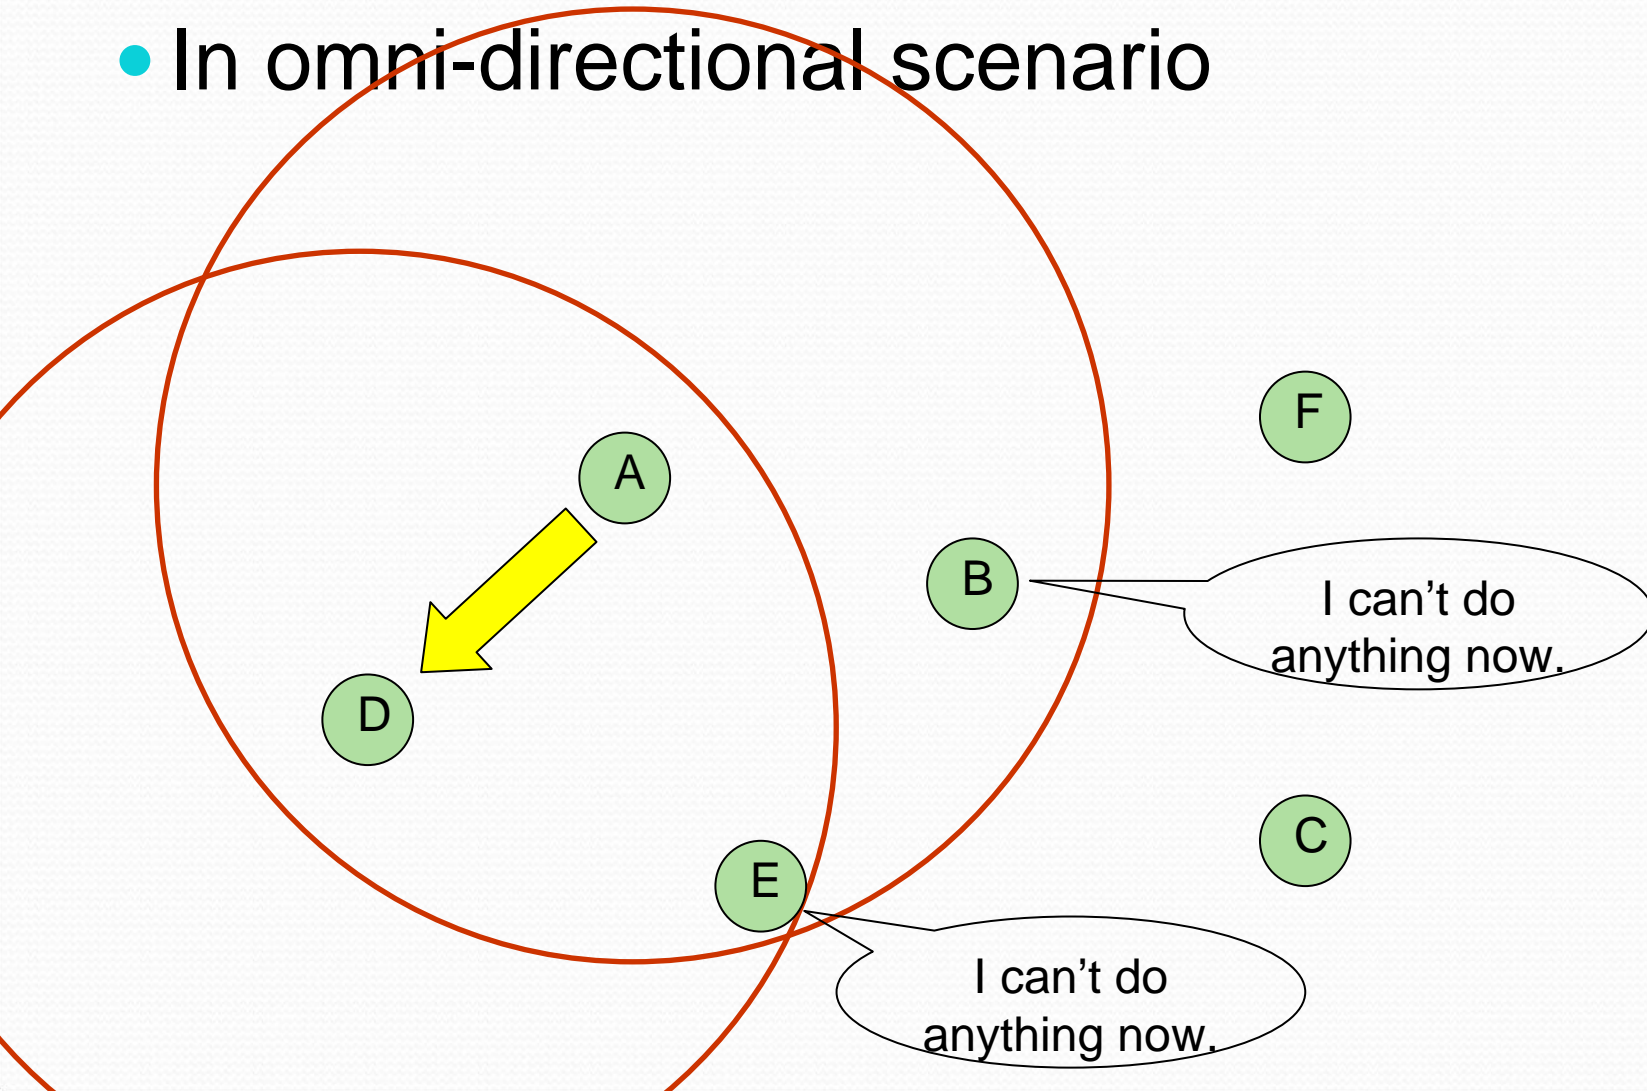 • In omni-directional scenario
F
A
B
I can’t do
anything now.
D
C
E
I can’t do
anything now.